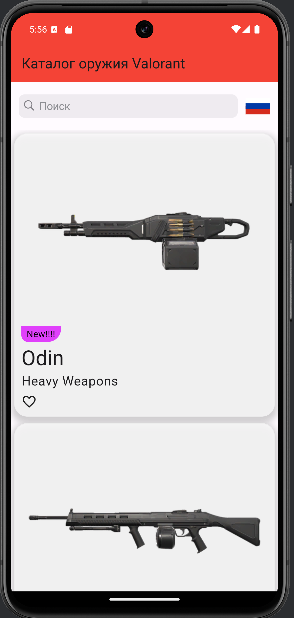 5:56
Каталог оружия Valorant
Поиск
New!!!!
Odin
Heavy Weapons